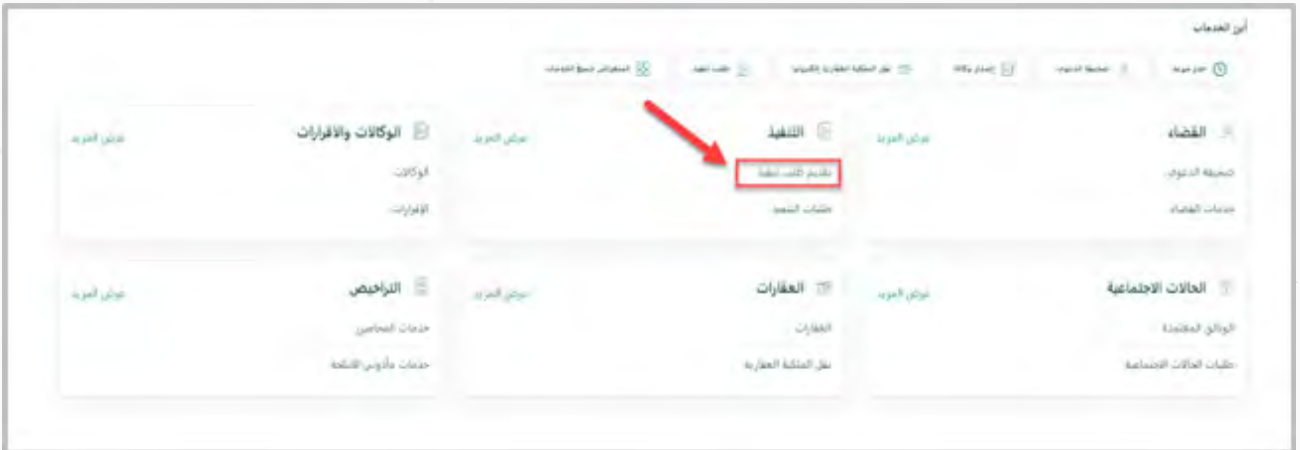 أبرز الخدمات
حجز موعد صحيفة الدعوى إصدار وكالة نقل الملكية العقارية إلكترونيا طلب تنفيذ استعراض جميع الخدمات
القضاء عرض المزيد
صحيفة الدعوى
خدمات القضاء
التنفيذ عرض المزيد
تقديم طلب تنفيذ
طلبات التنفيذ
الوكالات والاقرارات عرض المزيد
الوكالات
الإقرارات
الحالات الاجتماعية عرض المزيد
الوثائق المعتمدة
طلبات الحالات الاجتماعية
العقارات عرض المزيد
العقارات
نقل الملكية العقارية
التراخيص عرض المزيد
خدمات المحامين
خدمات مأذوني الأنكحة